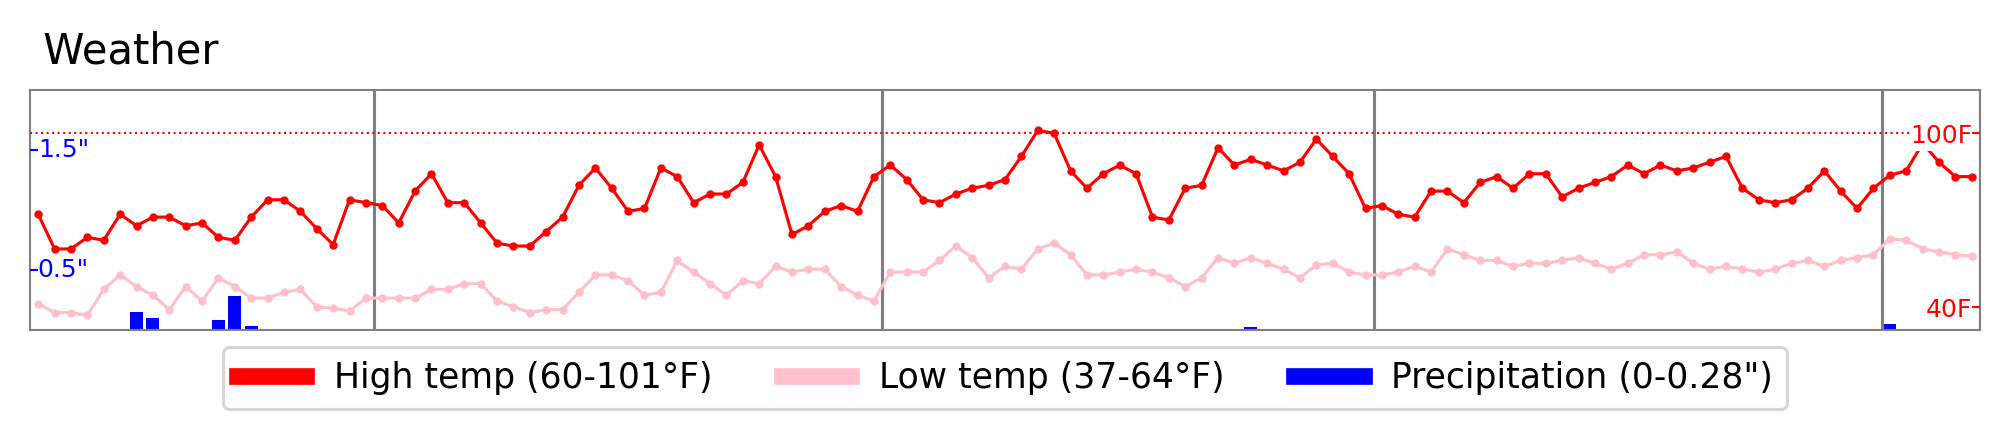 Weather
1.5"
100F
0.5"
40F
High temp (60-101°F) Low temp (37-64°F) Precipitation (0-0.28")